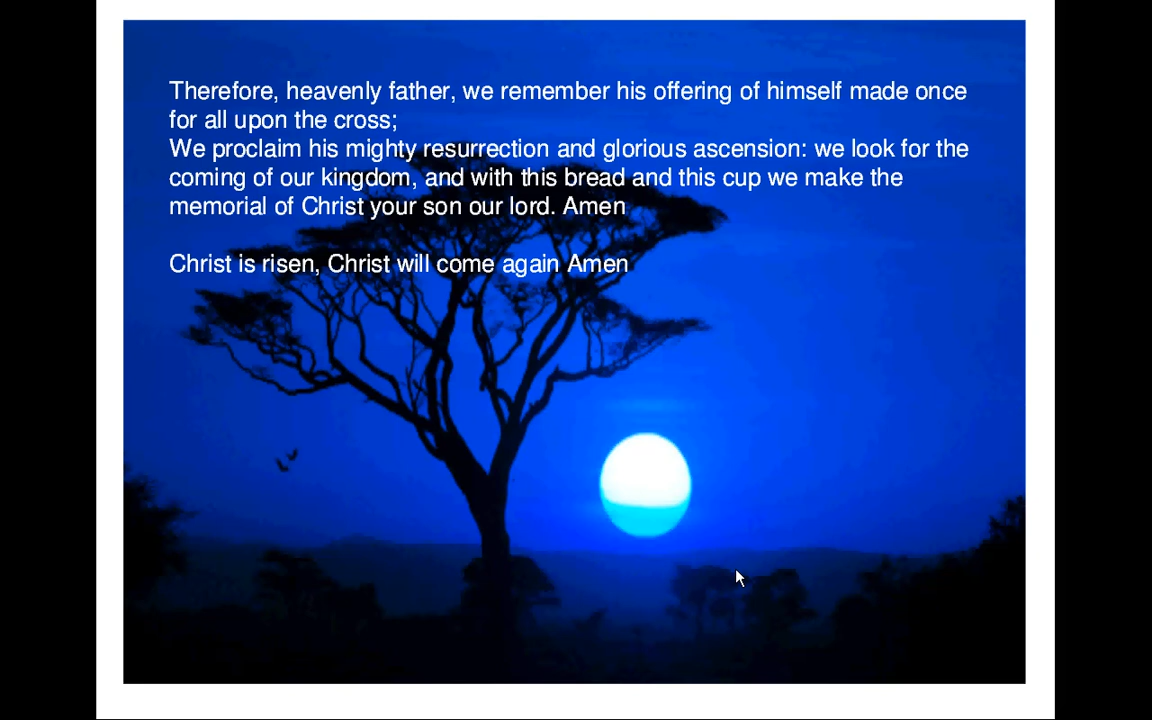 Therefore, heavenly father, we remember his offering of himself made once
for all upon the cross;
We proclaim his mighty resurrection and glorious ascension: we look for the
coming of our kingdom, and with this bread and this cup we make the
memorial of Christ your son our lord. Amen
Christ is risen, Christ will come again Amen